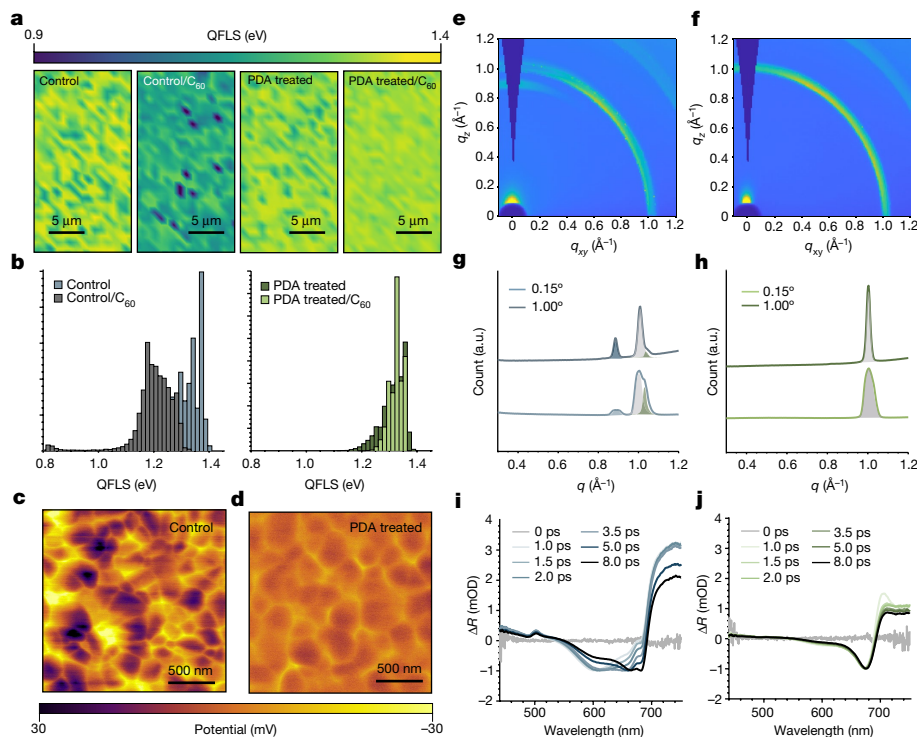 a
QFLS (eV)
0.9
1.4
Control
Control/C60
PDA treated
PDA treated/C60
5 μm
5 μm
5 μm
5 μm
b
Control
Control/C60
PDA treated
PDA treated/C60
0.8 1.0 1.2 1.4
QFLS (eV)
0.8 1.0 1.2 1.4
QFLS (eV)
c
Control
500 nm
d
PDA treated
500 nm
30
Potential (mV)
–30
e
qz (Å–1)
1.2
1.0
0.8
0.6
0.4
0.2
0
0 0.2 0.4 0.6 0.8 1.0 1.2
qxy (Å–1)
f
qz (Å–1)
1.2
1.0
0.8
0.6
0.4
0.2
0
0 0.2 0.4 0.6 0.8 1.0 1.2
qxy (Å–1)
g
0.15º
1.00º
Count (a.u.)
0.4 0.6 0.8 1.0 1.2
q (Å–1)
h
0.15º
1.00º
Count (a.u.)
0.4 0.6 0.8 1.0 1.2
q (Å–1)
i
0 ps
1.0 ps
1.5 ps
2.0 ps
3.5 ps
5.0 ps
8.0 ps
ΔR (mOD)
4
3
2
1
0
–1
–2
500 600 700
Wavelength (nm)
j
0 ps
1.0 ps
1.5 ps
2.0 ps
3.5 ps
5.0 ps
8.0 ps
ΔR (mOD)
4
3
2
1
0
–1
–2
500 600 700
Wavelength (nm)